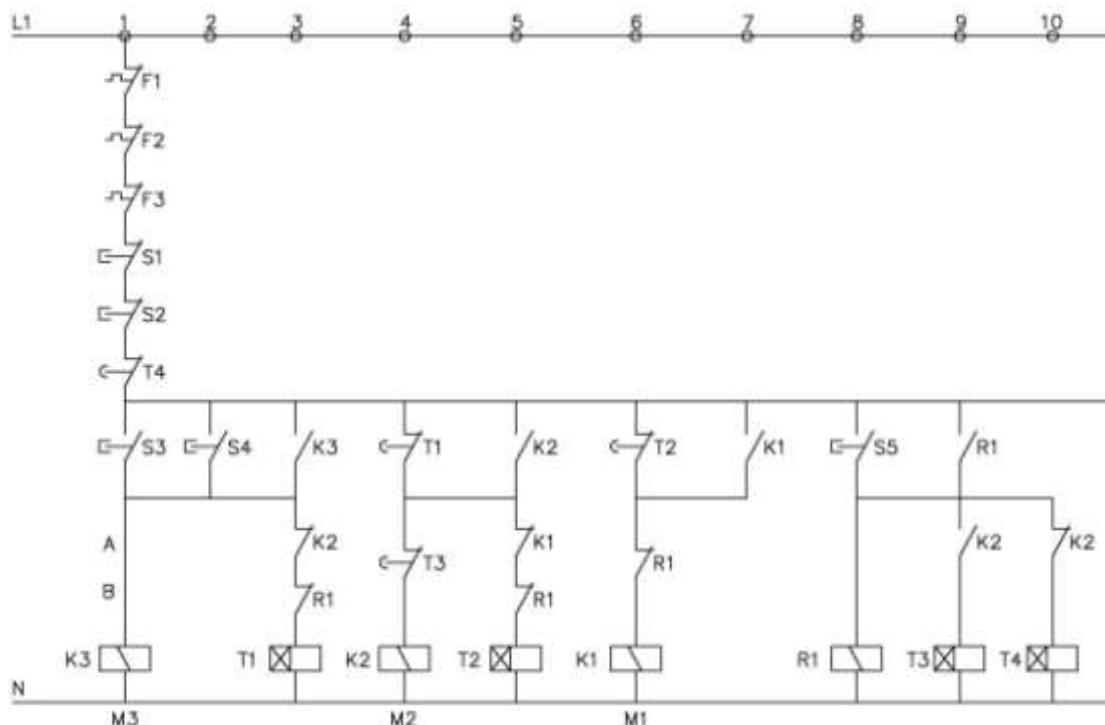 L1 1 2 3 4 5 6 7 8 9 10
F1
F2
F3
S1
S2
T4
S3 S4 K3 T1 K2 T2 K1 S5 R1
A K2 T3 K1 R1 K2 K2
B R1 R1
K3 T1 K2 T2 K1 R1 T3 T4
N
M3 M2 M1